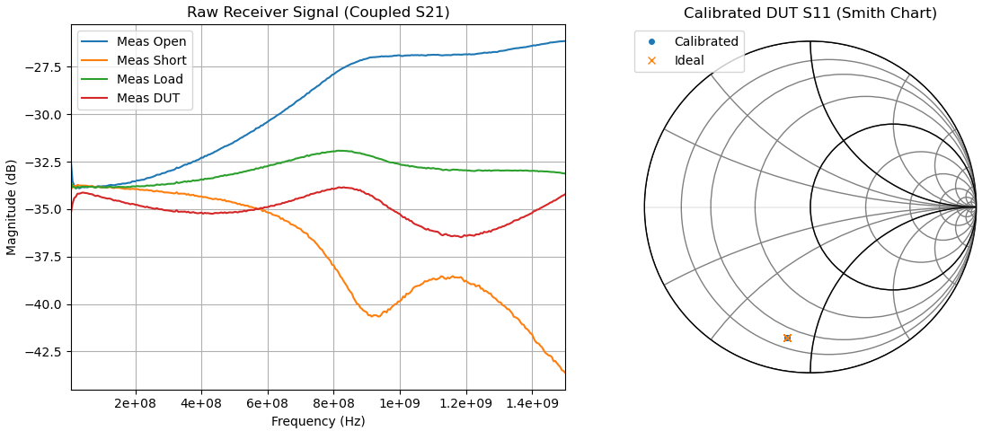 Raw Receiver Signal (Coupled S21)
Meas Open
Meas Short
Meas Load
Meas DUT
−27.5
−30.0
−32.5
−35.0
−37.5
−40.0
−42.5
Magnitude (dB)
2e+08 4e+08 6e+08 8e+08 1e+09 1.2e+09 1.4e+09
Frequency (Hz)
Calibrated DUT S11 (Smith Chart)
Calibrated
Ideal